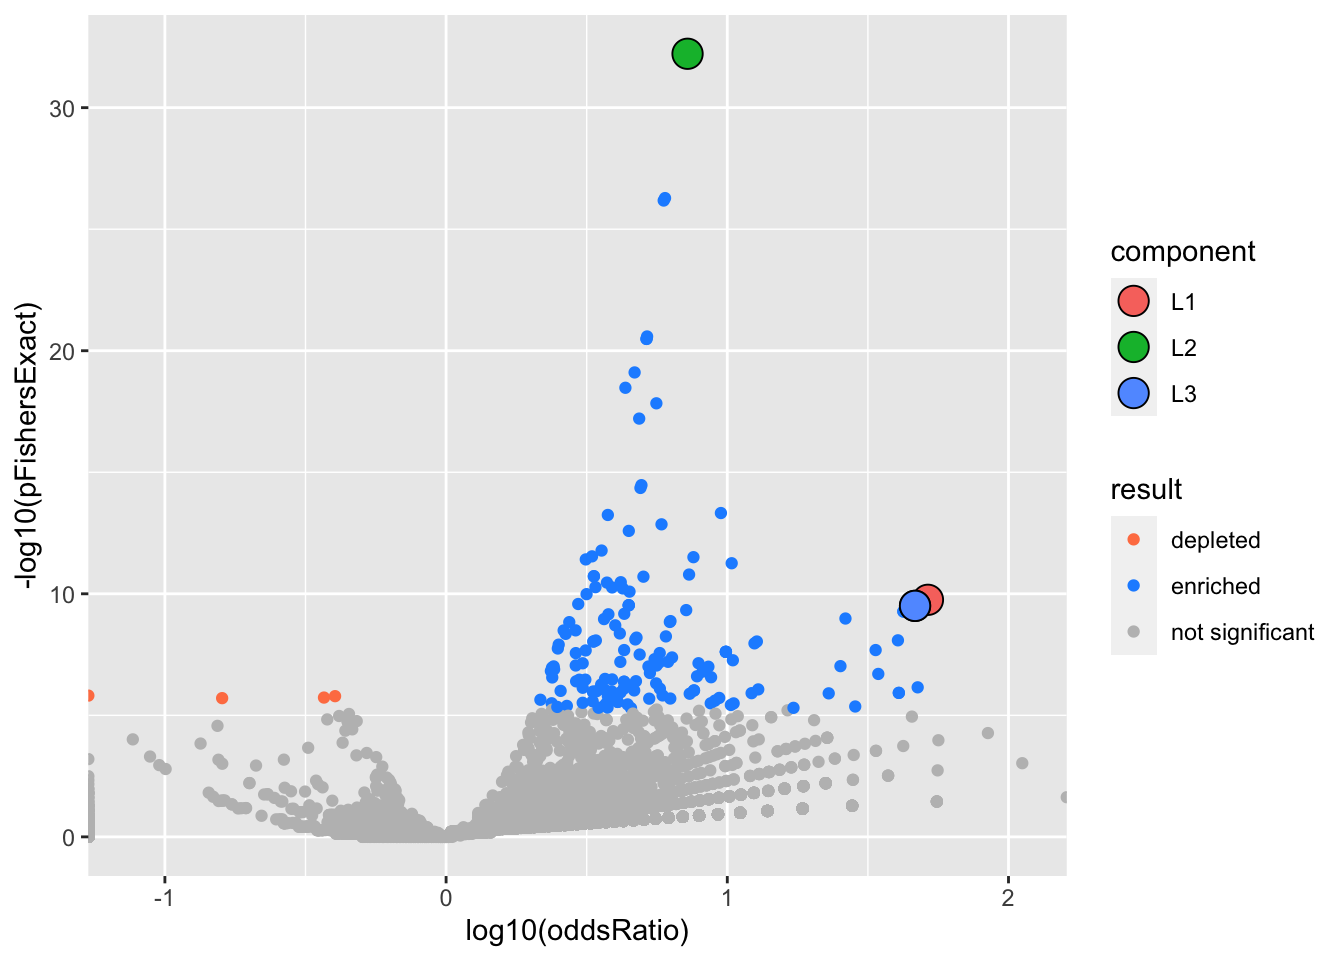 30
20
10
0
-1
0
1
2
-log10(pFishersExact)
log10(oddsRatio)
component
L1
L2
L3
result
depleted
enriched
not significant